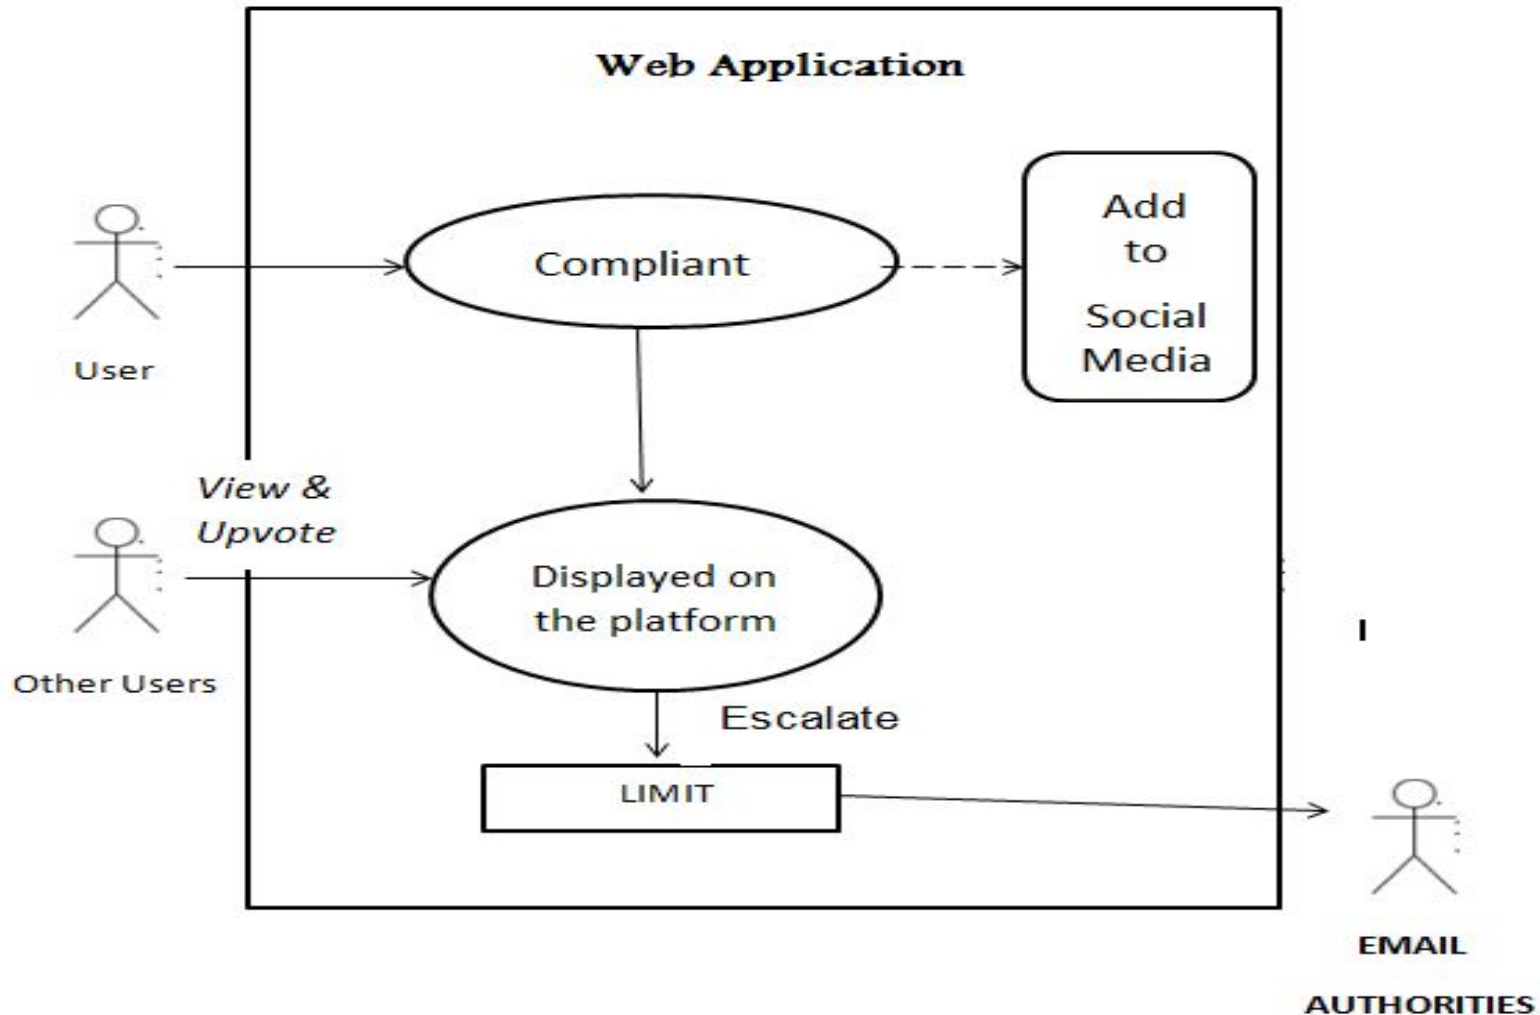 Web Application
Add
to
Social
Media
Compliant
User
View &
Upvote
Displayed on
the platform
Other Users
Escalate
LIMIT
I
EMAIL
AUTHORITIES